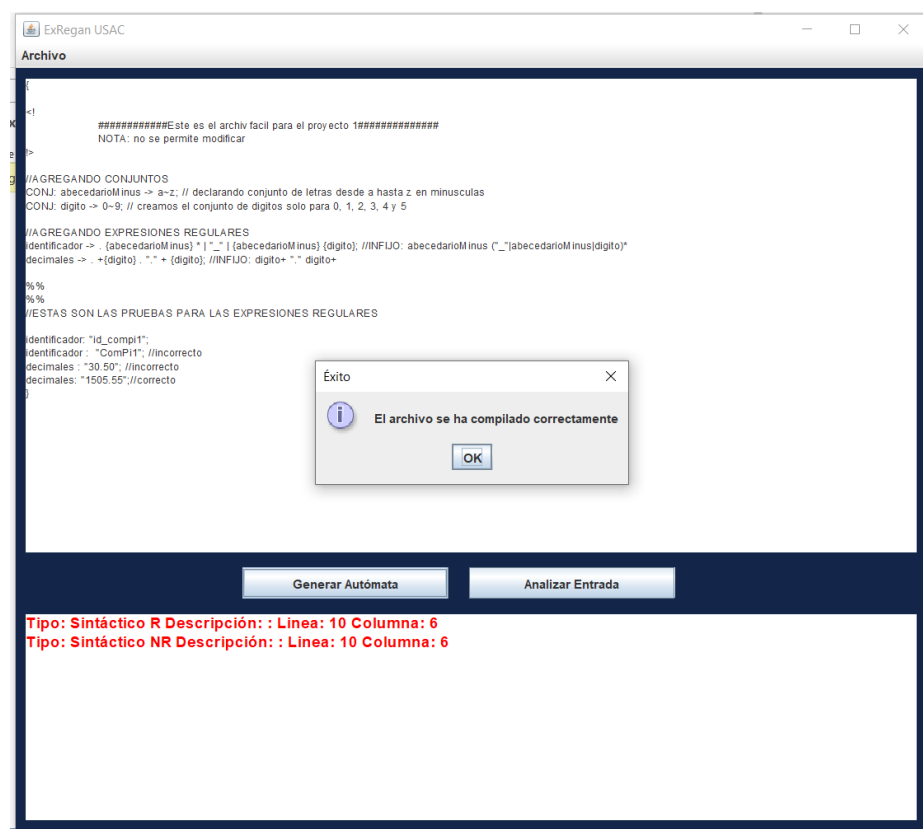 ExRegan USAC
Archivo
{
<!
############Este es el archiv facil para el proyecto 1##############
NOTA: no se permite modificar
!>
//AGREGANDO CONJUNTOS
CONJ: abecedarioMinus -> a~z; // declarando conjunto de letras desde a hasta z en minusculas
CONJ: digito -> 0~9; // creamos el conjunto de digitos solo para 0, 1, 2, 3, 4 y 5
//AGREGANDO EXPRESIONES REGULARES
identificador -> . {abecedarioMinus} * | "_" | {abecedarioMinus} {digito}; //INFIJO: abecedarioMinus ("_"|abecedarioMinus|digito)*
decimales -> . +{digito} . "." + {digito}; //INFIJO: digito+ "." digito+
%%
%%
//ESTAS SON LAS PRUEBAS PARA LAS EXPRESIONES REGULARES
identificador: "id_compi1";
identificador : "ComPi1"; //incorrecto
decimales : "30.50"; //incorrecto
decimales: "1505.55";//correcto
}
Éxito
El archivo se ha compilado correctamente
OK
Generar Autómata
Analizar Entrada
Tipo: Sintáctico R Descripción: : Linea: 10 Columna: 6
Tipo: Sintáctico NR Descripción: : Linea: 10 Columna: 6